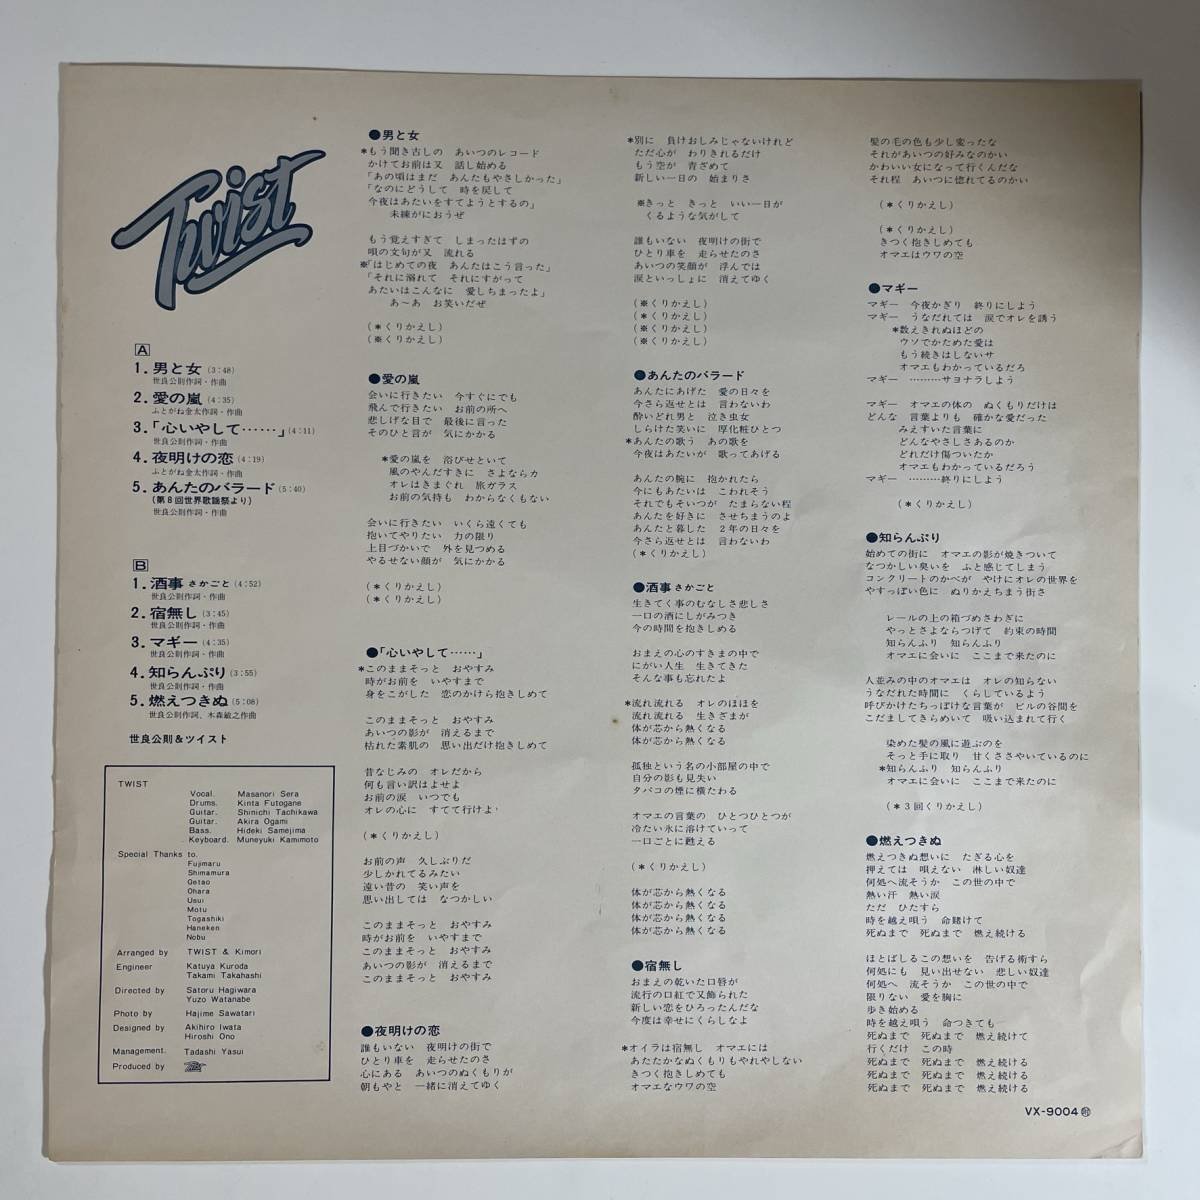 Twist
A
1. 男と女 (3:48)
世良公則作詞・作曲
2. 愛の嵐 (4:35)
ふとがね金太作詞・作曲
3.「心いやして……」(4:11)
世良公則作詞・作曲
4. 夜明けの恋 (4:19)
ふとがね金太作詞・作曲
5. あんたのバラード (5:40)
(第8回世界歌謡祭より)
世良公則作詞・作曲
B
1. 酒事 さかごと (4:52)
世良公則作詞・作曲
2. 宿無し (3:45)
世良公則作詞・作曲
3. マギー (4:35)
世良公則作詞・作曲
4. 知らんぷり (3:55)
世良公則作詞・作曲
5. 燃えつきぬ (5:08)
世良公則作詞、木森敏之作曲
世良公則&ツイスト
TWIST
Vocal. Masanori Sera
Drums. Kinta Futogane
Guitar. Shinichi Tachikawa
Guitar. Akira Ogami
Bass. Hideki Samejima
Keyboard. Muneyuki Kamimoto
Special Thanks to.
Fujimaru
Shimamura
Getao
Ohara
Usui
Motu
Togashiki
Haneken
Nobu
Arranged by TWIST & Kimori
Engineer Katuya Kuroda
Takami Takahashi
Directed by Satoru Hagiwara
Yuzo Watanabe
Photo by Hajime Sawatari
Designed by Akihiro Iwata
Hiroshi Ono
Management. Tadashi Yasui
Produced by
●男と女
*もう聞き古しの あいつのレコード
かけてお前は又 話し始める
「あの頃はまだ あんたもやさしかった」
「なのにどうして 時を戻して
今夜はあたいをすてようとするの」
未練がにおうぜ
もう覚えすぎて しまったはずの
唄の文句が又 流れる
※「はじめての夜 あんたはこう言った」
「それに溺れて それにすがって
あたいはこんなに 愛しちまったよ」
あ〜あ お笑いだぜ
(*くりかえし)
(※くりかえし)
●愛の嵐
会いに行きたい 今すぐにでも
飛んで行きたい お前の所へ
悲しげな目で 最後に言った
そのひと言が 気にかかる
*愛の嵐を 浴びせといて
風のやんだすきに さよならか
オレはきまぐれ 旅がラス
お前の気持も わからなくもない
会いに行きたい いくら遠くても
抱いてやりたい 力の限り
上目づかいで 外を見つめる
やるせない顔が 気にかかる
(*くりかえし)
(*くりかえし)
●「心いやして……」
*このままそっと おやすみ
時がお前を いやすまで
身をこがした 恋のかけら抱きしめて
このままそっと おやすみ
あいつの影が 消えるまで
枯れた素肌の 思い出だけ抱きしめて
昔なじみの オレだから
何も言い訳はよせよ
お前の涙 いつでも
オレの心に すてて行けよ
(*くりかえし)
お前の声 久しぶりだ
少しかれてるみたい
遠い昔の 笑い声を
思い出しては なつかしい
このままそっと おやすみ
時がお前を いやすまで
このままそっと おやすみ
あいつの影が 消えるまで
このままそっと おやすみ
●夜明けの恋
誰もいない 夜明けの街で
ひとり車を 走らせたのさ
心にある あいつのぬくもりが
朝もやと 一緒に消えてゆく
*別に 負けおしみじゃないけれど
ただ心が わりきれるだけ
もう空が 青ざめて
新しい一日の 始まりさ
※きっと きっと いい一日が
くるような気がして
誰もいない 夜明けの街で
ひとり車を 走らせたのさ
あいつの笑顔が 浮んでは
涙といっしょに 消えてゆく
(※くりかえし)
(*くりかえし)
(※くりかえし)
(※くりかえし)
●あんたのバラード
あんたにあげた 愛の日々を
今さら返せとは 言わないわ
酔いどれ男と 泣き虫女
しらけた笑いに 厚化粧ひとつ
*あんたの歌う あの歌を
今夜はあたいが 歌ってあげる
あんたの腕に 抱かれたら
今にもあたいは こわれそう
それでもそいつが たまらない程
あんたを好きに させちまうのよ
あんたと暮した 2年の日々を
今さら返せとは 言わないわ
(*くりかえし)
●酒事 さかごと
生きてく事のむなしさ悲しさ
一口の酒にしがみつき
今の時間を抱きしめる
おまえの心のすきまの中で
にがい人生 生きてきた
そんな事も忘れたよ
*流れ流れる オレのほほを
流れ流れる 生きざまが
体が芯から熱くなる
体が芯から熱くなる
孤独という名の小部屋の中で
自分の影も見失い
タバコの煙に横たわる
オマエの言葉の ひとつひとつが
冷たい氷に溶けていって
一口ごとに甦える
(*くりかえし)
体が芯から熱くなる
体が芯から熱くなる
体が芯から熱くなる
体が芯から熱くなる
●宿無し
おまえの乾いた口唇が
流行の口紅で又飾られた
新しい恋をひろったんだな
今度は幸せにくらしなよ
*オイラは宿無し オマエには
あたたかなぬくもりもやれやしない
きつく抱きしめても
オマエなウワの空
髪の毛の色も少し変ったな
それがあいつの好みなのかい
かわいい女になって行くんだな
それ程 あいつに惚れてるのかい
(*くりかえし)
(*くりかえし)
きつく抱きしめても
オマエはウワの空
●マギー
マギー 今夜かぎり 終りにしよう
マギー うなだれては 涙でオレを誘う
*数えきれぬほどの
ウソでかためた愛は
もう続きはしないサ
オマエもわかっているだろ
マギー ………サヨナラしよう
マギー オマエの体の ぬくもりだけは
どんな 言葉よりも 確かな愛だった
みえすいた言葉に
どんなやさしさあるのか
どれだけ傷ついたか
オマエもわかっているだろう
マギー ………終りにしよう
(*くりかえし)
●知らんぷり
始めての街に オマエの影が焼きついて
なつかしい臭いを ふと感じてしまう
コンクリートのかべが やけにオレの世界を
やすっぽい色に ぬりかえちまう街さ
レールの上の箱づめさわぎに
やっとさよならつげて 約束の時間
知らんふり 知らんふり
オマエに会いに ここまで来たのに
人並みの中のオマエは オレの知らない
うなだれた時間に くらしているよう
呼びかけたちっぽけな言葉が ビルの谷間を
こだましてきらめいて 吸い込まれて行く
染めた髪の風に遊ぶのを
そっと手に取り 甘くささやいているのに
*知らんふり 知らんふり
オマエに会いに ここまで来たのに
(*3回くりかえし)
●燃えつきぬ
燃えつきぬ想いに たぎる心を
押えては 唄えない 淋しい奴達
何処へ流そうか この世の中で
熱い汗 熱い涙
ただ ひたすら
時を越え唄う 命賭けて
死ぬまで 死ぬまで 燃え続ける
ほとばしるこの想いを 告げる術すら
何処にも 見い出せない 悲しい奴達
何処へ 流そうか この世の中で
限りない 愛を胸に
歩き始める
時を越え唄う 命つきても
死ぬまで 死ぬまで 燃え続けて
行くだけ この時
死ぬまで 死ぬまで 燃え続ける
死ぬまで 死ぬまで 燃え続ける
死ぬまで 死ぬまで 燃え続ける
VX-9004